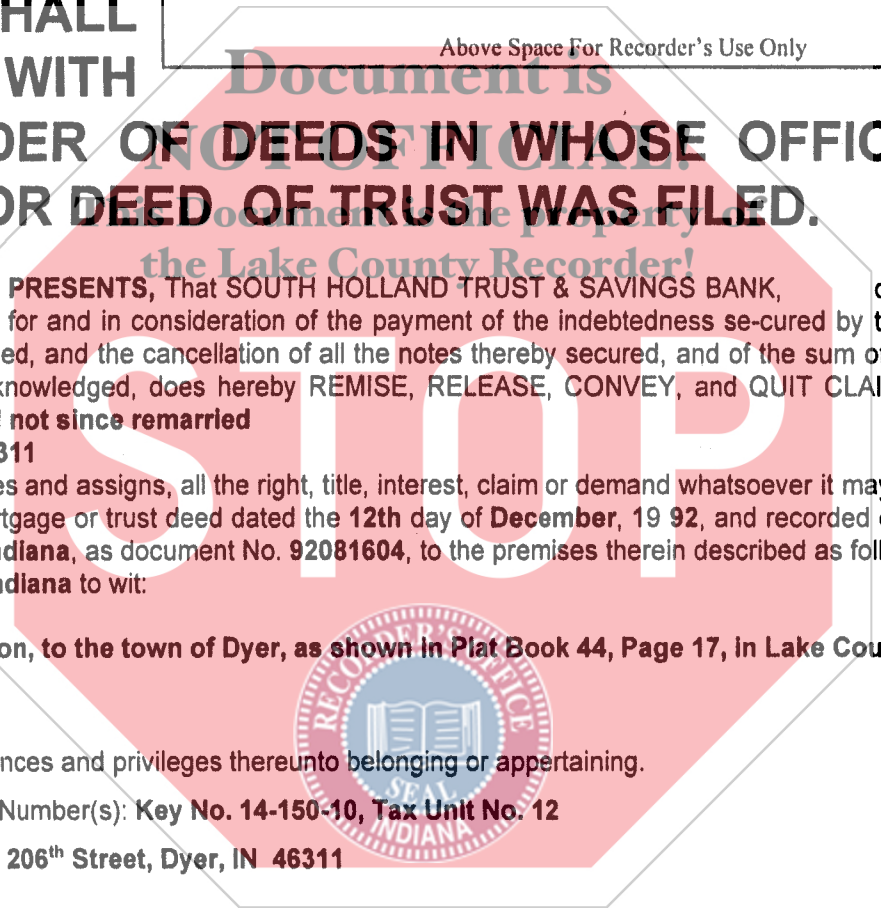 HALL
Above Space For Recorder's Use Only
WITH
Document is
DER OF DEEDS IN WHOSE OFFIC
NOT OFFICIAL!
OR DEED OF TRUST WAS FILED.
This Document is the property of
the Lake County Recorder!
PRESENTS, That SOUTH HOLLAND TRUST & SAVINGS BANK,
for and in consideration of the payment of the indebtedness se-cured by t
ed, and the cancellation of all the notes thereby secured, and of the sum o
knowledged, does hereby REMISE, RELEASE, CONVEY, and QUIT CLAI
not since remarried
311
es and assigns, all the right, title, interest, claim or demand whatsoever it may
rtgage or trust deed dated the 12th day of December, 19 92, and recorded
ndiana, as document No. 92081604, to the premises therein described as foll
ndiana to wit:
STOP
on, to the town of Dyer, as shown in Plat Book 44, Page 17, in Lake Cou
RECORDER'S OFFICE
nces and privileges thereunto belonging or appertaining.
SEAL
Number(s): Key No. 14-150-10, Tax Unit No. 12
INDIANA
206th Street, Dyer, IN 46311